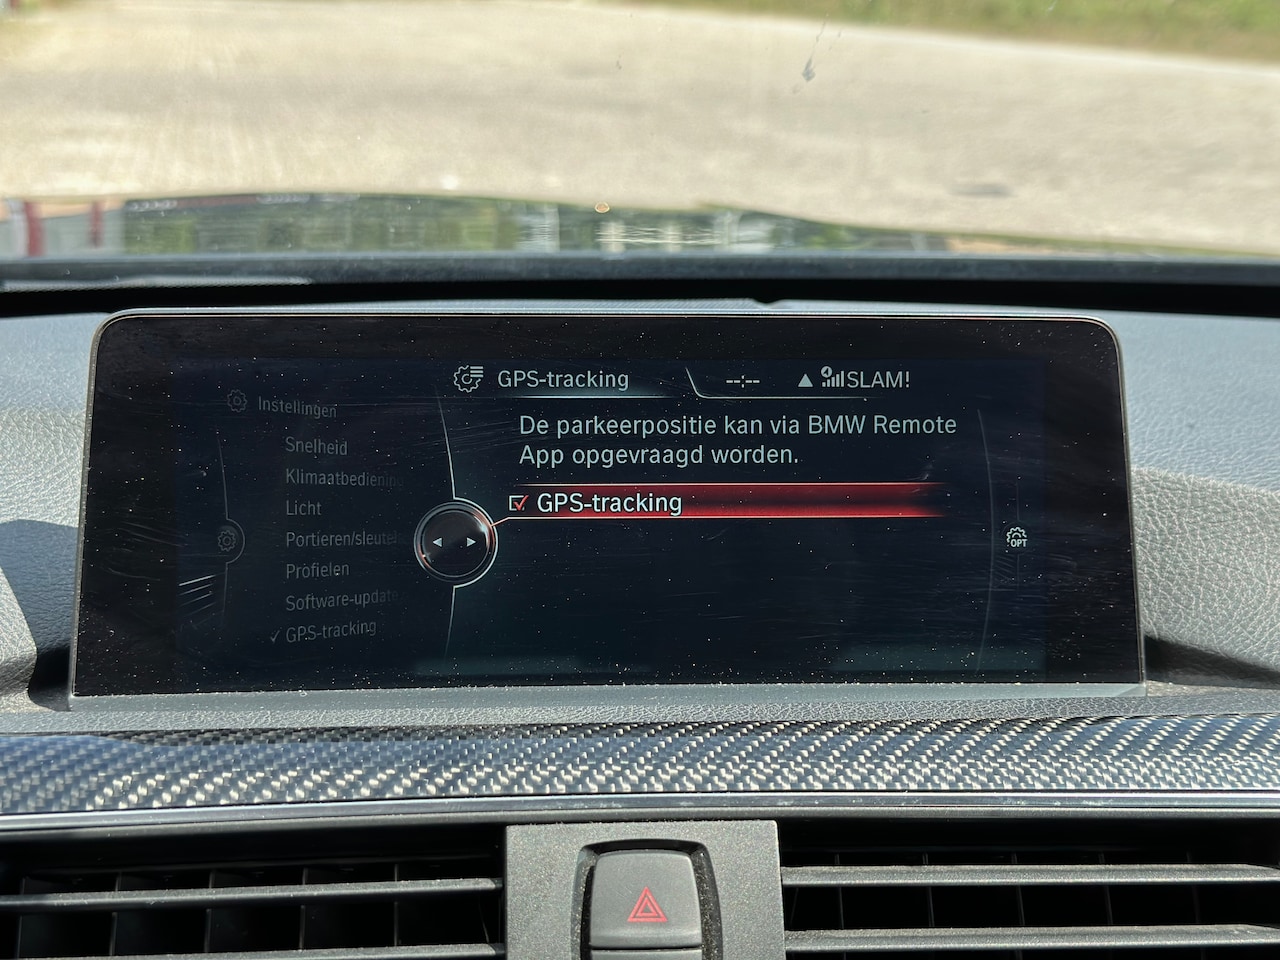 GPS-tracking
--:--
SLAM!
Instellingen
Snelheid
Licht
Profielen
✓ GPS-tracking
De parkeerpositie kan via BMW Remote
App opgevraagd worden.
GPS-tracking
OPT